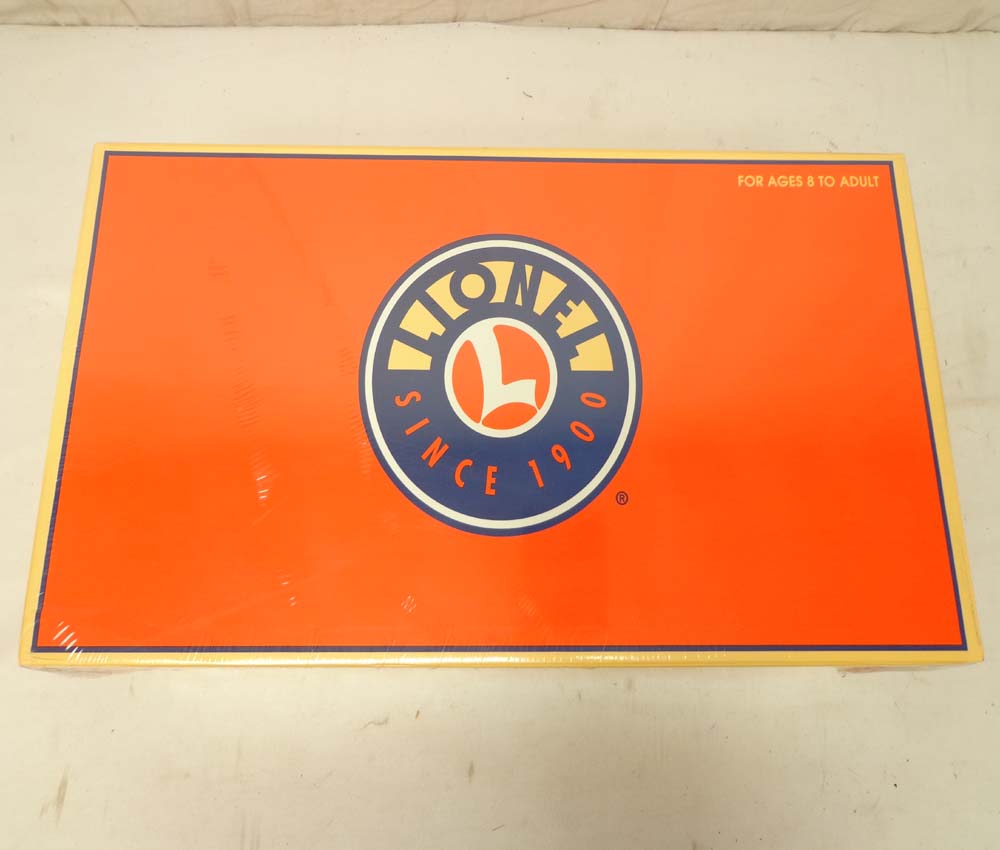 FOR AGES 8 TO ADULT
LIONEL
L
SINCE 1900
®